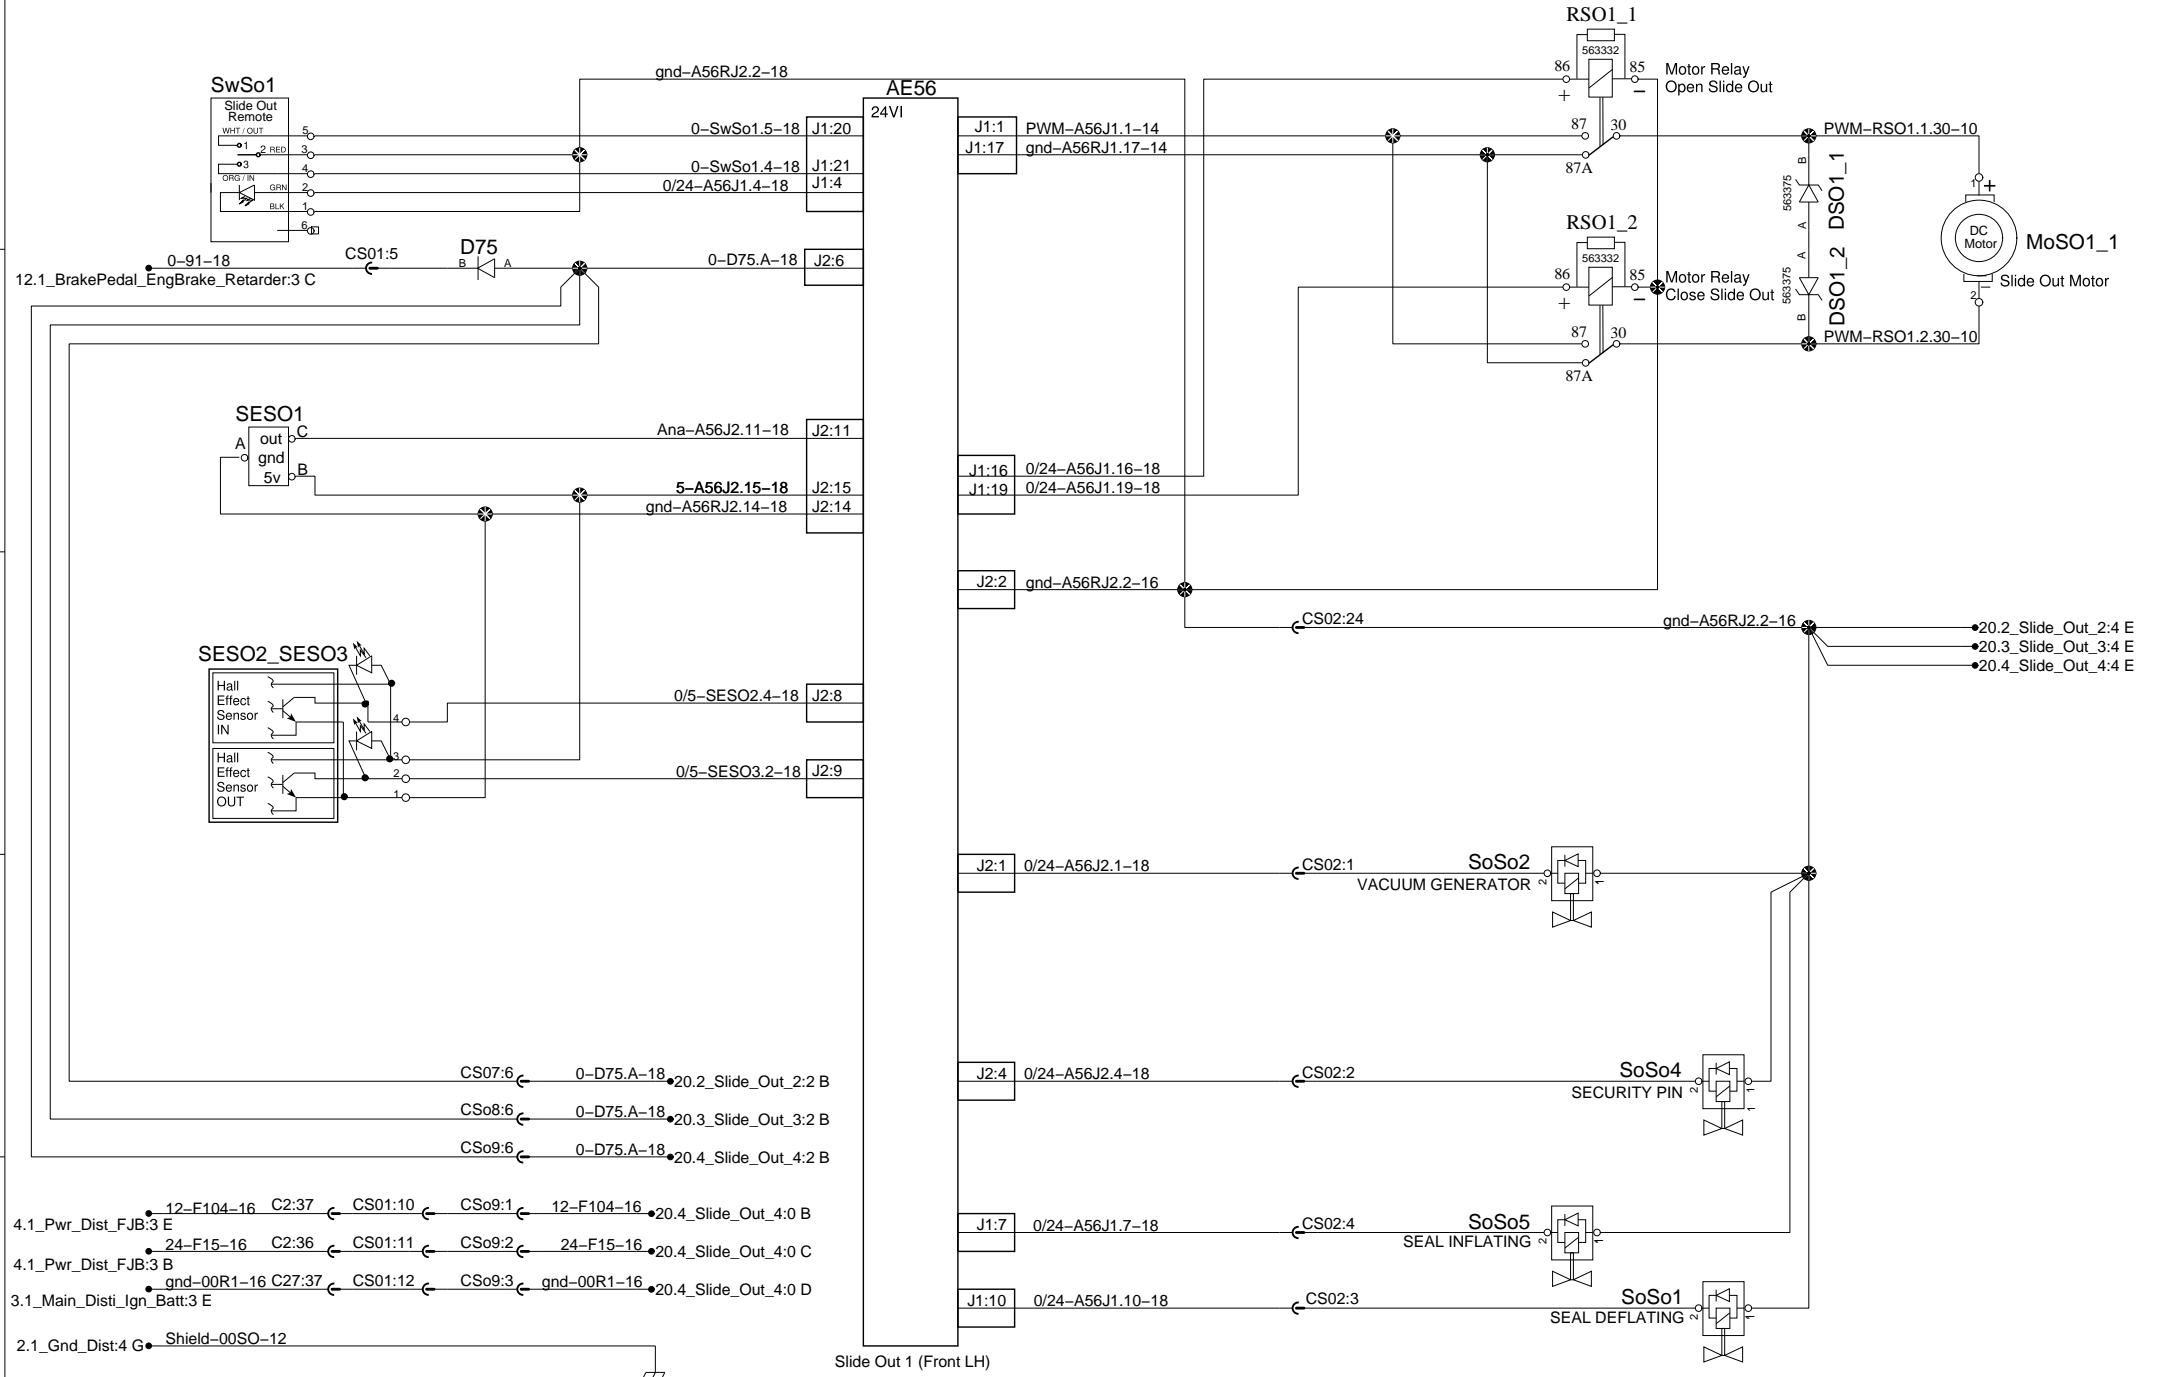 RSO1_1
563332
86
85
+
−
Motor Relay
Open Slide Out
87
30
87A
SwSo1
Slide Out
Remote
WHT / OUT
1
2 RED
3
ORG / IN
GRN
BLK
5
3
4
2
1
6
gnd−A56RJ2.2−18
AE56
24VI
0−SwSo1.5−18
J1:20
0−SwSo1.4−18
J1:21
0/24−A56J1.4−18
J1:4
J1:1
PWM−A56J1.1−14
J1:17
gnd−A56RJ1.17−14
PWM−RSO1.1.30−10
B
563375
A
DSO1_1
A
563375
B
DSO1_2
1
+
DC
Motor
MoSO1_1
−
Slide Out Motor
2
PWM−RSO1.2.30−10
RSO1_2
563332
86
85
+
−
Motor Relay
Close Slide Out
87
30
87A
0−91−18
12.1_BrakePedal_EngBrake_Retarder:3 C
CS01:5
D75
B
A
0−D75.A−18
J2:6
SESO1
A
out
gnd
5v
C
B
Ana−A56J2.11−18
J2:11
5−A56J2.15−18
J2:15
gnd−A56RJ2.14−18
J2:14
J1:16
0/24−A56J1.16−18
J1:19
0/24−A56J1.19−18
J2:2
gnd−A56RJ2.2−16
CS02:24
gnd−A56RJ2.2−16
20.2_Slide_Out_2:4 E
20.3_Slide_Out_3:4 E
20.4_Slide_Out_4:4 E
SESO2_SESO3
Hall
Effect
Sensor
IN
Hall
Effect
Sensor
OUT
4
3
2
1
0/5−SESO2.4−18
J2:8
0/5−SESO3.2−18
J2:9
J2:1
0/24−A56J2.1−18
CS02:1
SoSo2
VACUUM GENERATOR
2
1
J2:4
0/24−A56J2.4−18
CS02:2
SoSo4
SECURITY PIN
2
1
1
J1:7
0/24−A56J1.7−18
CS02:4
SoSo5
SEAL INFLATING
2
1
J1:10
0/24−A56J1.10−18
CS02:3
SoSo1
SEAL DEFLATING
2
1
CS07:6
0−D75.A−18
20.2_Slide_Out_2:2 B
CSo8:6
0−D75.A−18
20.3_Slide_Out_3:2 B
CSo9:6
0−D75.A−18
20.4_Slide_Out_4:2 B
4.1_Pwr_Dist_FJB:3 E
12−F104−16
C2:37
CS01:10
CSo9:1
12−F104−16
20.4_Slide_Out_4:0 B
4.1_Pwr_Dist_FJB:3 B
24−F15−16
C2:36
CS01:11
CSo9:2
24−F15−16
20.4_Slide_Out_4:0 C
3.1_Main_Disti_Ign_Batt:3 E
gnd−00R1−16
C27:37
CS01:12
CSo9:3
gnd−00R1−16
20.4_Slide_Out_4:0 D
2.1_Gnd_Dist:4 G
Shield−00SO−12
Slide Out 1 (Front LH)